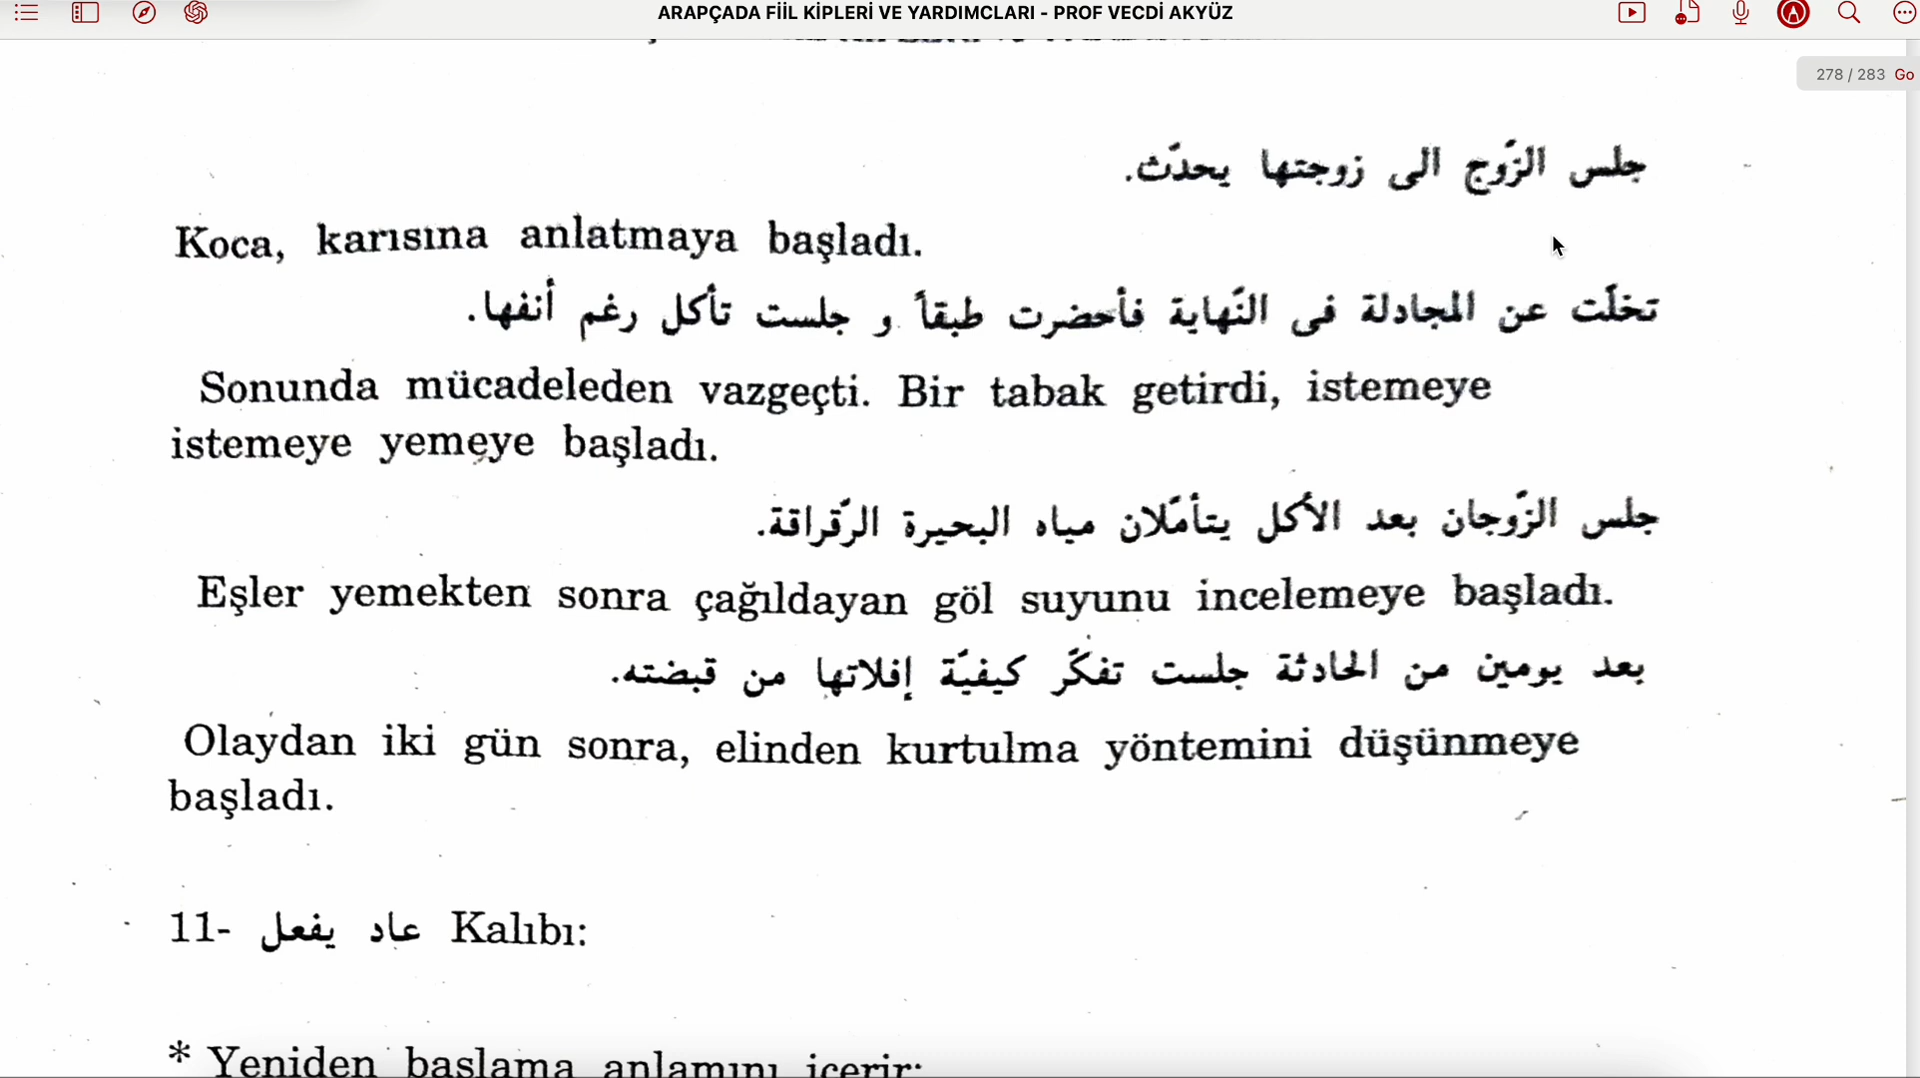 ARAPÇADA FİİL KİPLERİ VE YARDIMCLARI - PROF VECDİ AKYÜZ
278 / 283 Go
جلس الزّوج الى زوجتها يحدّث.
Koca, karısına anlatmaya başladı.
تخلّت عن المجادلة فى النّهاية فأحضرت طبقاً و جلست تأكل رغم أنفها.
Sonunda mücadeleden vazgeçti. Bir tabak getirdi, istemeye
istemeye yemeye başladı.
جلس الزّوجان بعد الأكل يتأمّلان مياه البحيرة الرّقراقة.
Eşler yemekten sonra çağıldayan göl suyunu incelemeye başladı.
بعد يومين من الحادثة جلست تفكّر كيفيّة إفلاتها من قبضته.
Olaydan iki gün sonra, elinden kurtulma yöntemini düşünmeye
başladı.
11- عاد يفعل Kalıbı:
* Yeniden başlama anlamını içerir: